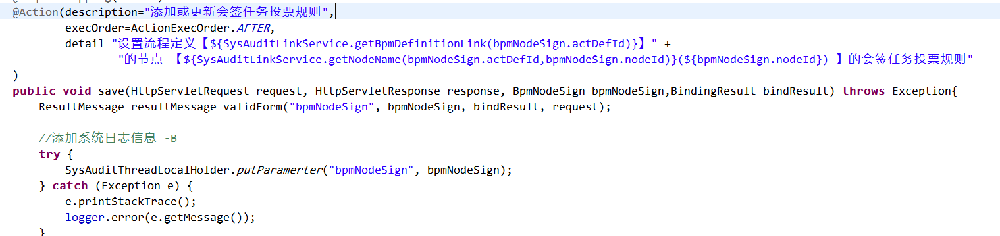 @Action(description="添加或更新会签任务投票规则",
execOrder=ActionExecOrder.AFTER,
detail="设置流程定义【${SysAuditLinkService.getBpmDefinitionLink(bpmNodeSign.actDefId)}】" +
"的节点 【${SysAuditLinkService.getNodeName(bpmNodeSign.actDefId,bpmNodeSign.nodeId)}(${bpmNodeSign.nodeId}) 】的会签任务投票规则"
)
public void save(HttpServletRequest request, HttpServletResponse response, BpmNodeSign bpmNodeSign,BindingResult bindResult) throws Exception{
ResultMessage resultMessage=validForm("bpmNodeSign", bpmNodeSign, bindResult, request);
//添加系统日志信息 -B
try {
SysAuditThreadLocalHolder.putParamerter("bpmNodeSign", bpmNodeSign);
} catch (Exception e) {
e.printStackTrace();
logger.error(e.getMessage());
}